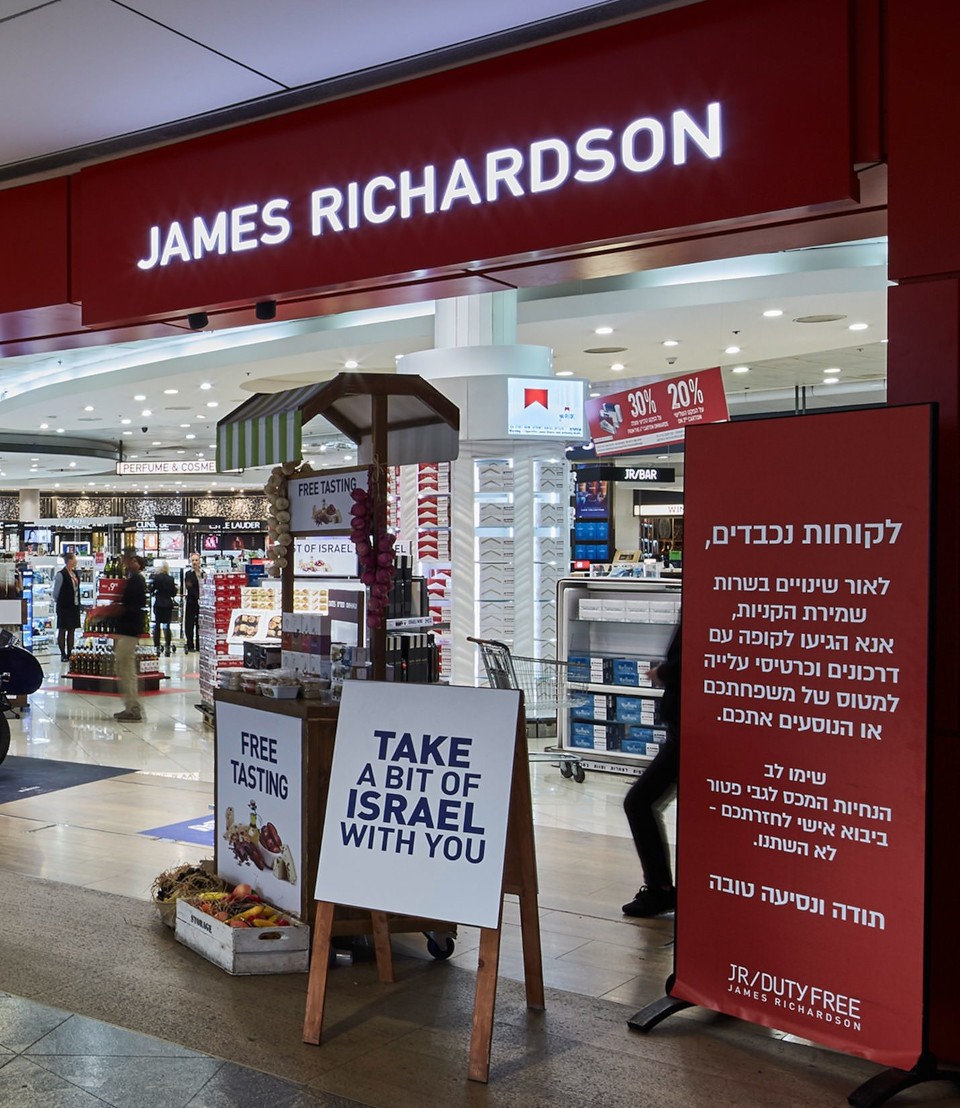 JAMES RICHARDSON
30% 20%
JR/BAR
PERFUME & COSME
FREE TASTING
ST OF ISRAEL
ESTEE LAUDER
FREE
TASTING
STORAGE
TAKE
A BIT OF
ISRAEL
WITH YOU
לקוחות נכבדים,
לאור שינויים בשרות
שמירת הקניות,
אנא הגיעו לקופה עם
דרכונים וכרטיסי עלייה
למטוס של משפחתכם
או הנוסעים אתכם.
שימו לב
הנחיות המכס לגבי פטור
ביבוא אישי לחזרתכם -
לא השתנו.
תודה ונסיעה טובה
JR/DUTY FREE
JAMES RICHARDSON